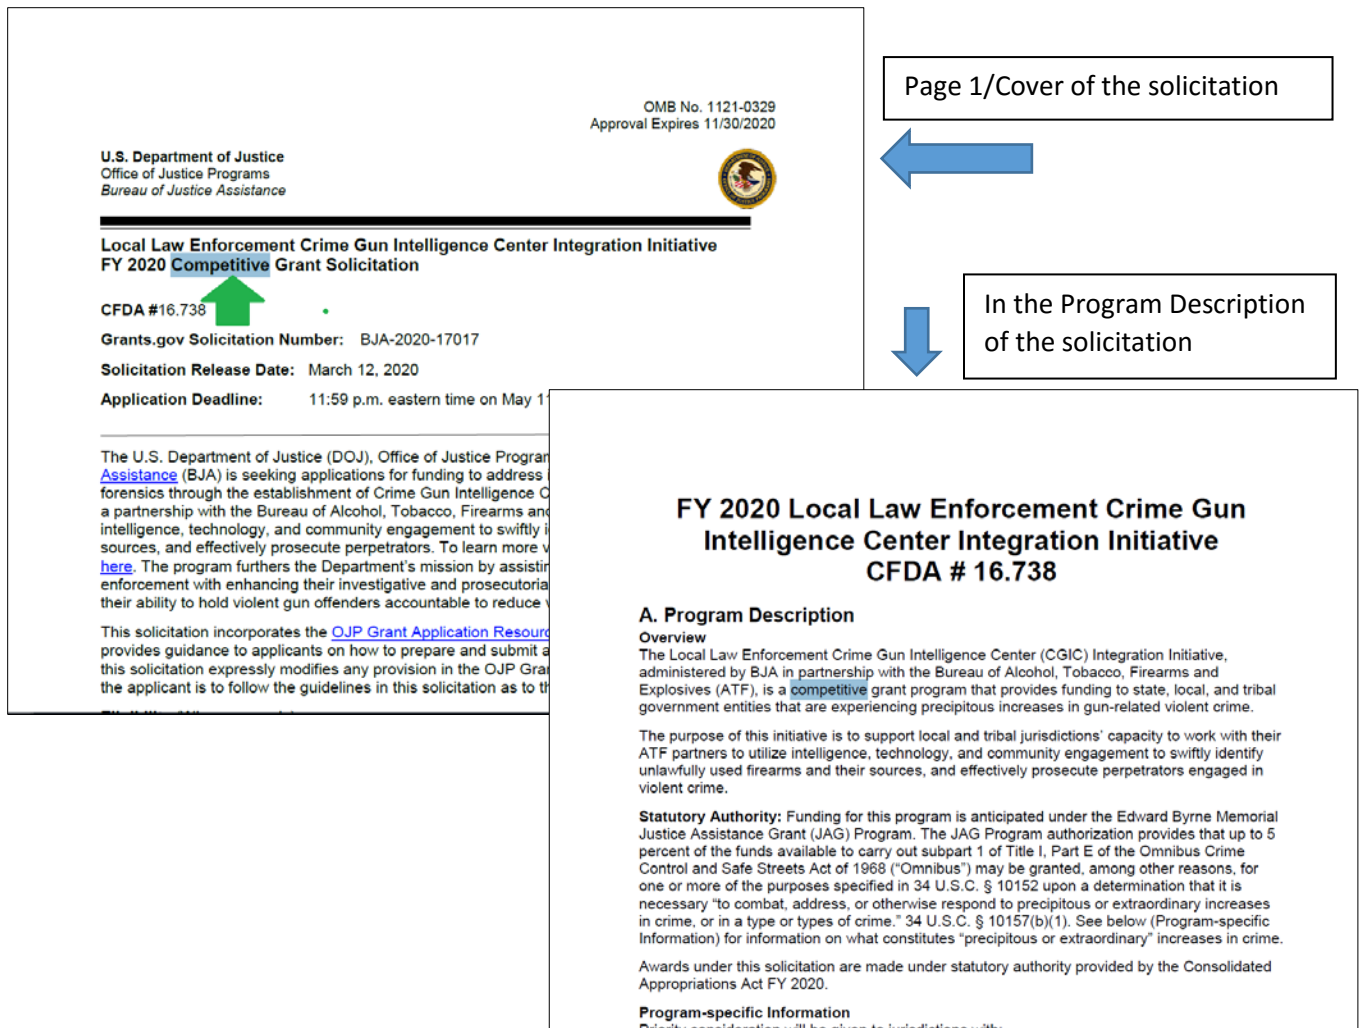 OMB No. 1121-0329
Approval Expires 11/30/2020
U.S. Department of Justice
Office of Justice Programs
Bureau of Justice Assistance
Local Law Enforcement Crime Gun Intelligence Center Integration Initiative
FY 2020 Competitive Grant Solicitation
CFDA #16.738
Grants.gov Solicitation Number: BJA-2020-17017
Solicitation Release Date: March 12, 2020
Application Deadline: 11:59 p.m. eastern time on May
The U.S. Department of Justice (DOJ), Office of Justice
Assistance (BJA) is seeking applications for funding to address
forensics through the establishment of Crime Gun Intelligence
a partnership with the Bureau of Alcohol, Tobacco, Firearms
intelligence, technology, and community engagement to swiftly
sources, and effectively prosecute perpetrators. To learn more
here. The program furthers the Department's mission by
enforcement with enhancing their investigative and
their ability to hold violent gun offenders accountable to reduce
This solicitation incorporates the OJP Grant Application
provides guidance to applicants on how to prepare and submit
this solicitation expressly modifies any provision in the OJP
the applicant is to follow the guidelines in this solicitation as to
Page 1/Cover of the solicitation
In the Program Description
of the solicitation
FY 2020 Local Law Enforcement Crime Gun
Intelligence Center Integration Initiative
CFDA # 16.738
A. Program Description
Overview
The Local Law Enforcement Crime Gun Intelligence Center (CGIC) Integration Initiative,
administered by BJA in partnership with the Bureau of Alcohol, Tobacco, Firearms and
Explosives (ATF), is a competitive grant program that provides funding to state, local, and tribal
government entities that are experiencing precipitous increases in gun-related violent crime.
The purpose of this initiative is to support local and tribal jurisdictions' capacity to work with their
ATF partners to utilize intelligence, technology, and community engagement to swiftly identify
unlawfully used firearms and their sources, and effectively prosecute perpetrators engaged in
violent crime.
Statutory Authority: Funding for this program is anticipated under the Edward Byrne Memorial
Justice Assistance Grant (JAG) Program. The JAG Program authorization provides that up to 5
percent of the funds available to carry out subpart 1 of Title I, Part E of the Omnibus Crime
Control and Safe Streets Act of 1968 ("Omnibus") may be granted, among other reasons, for
one or more of the purposes specified in 34 U.S.C. § 10152 upon a determination that it is
necessary "to combat, address, or otherwise respond to precipitous or extraordinary increases
in crime, or in a type or types of crime." 34 U.S.C. § 10157(b)(1). See below (Program-specific
Information) for information on what constitutes "precipitous or extraordinary" increases in crime.
Awards under this solicitation are made under statutory authority provided by the Consolidated
Appropriations Act FY 2020.
Program-specific Information
Priority consideration will be given to jurisdictions with: